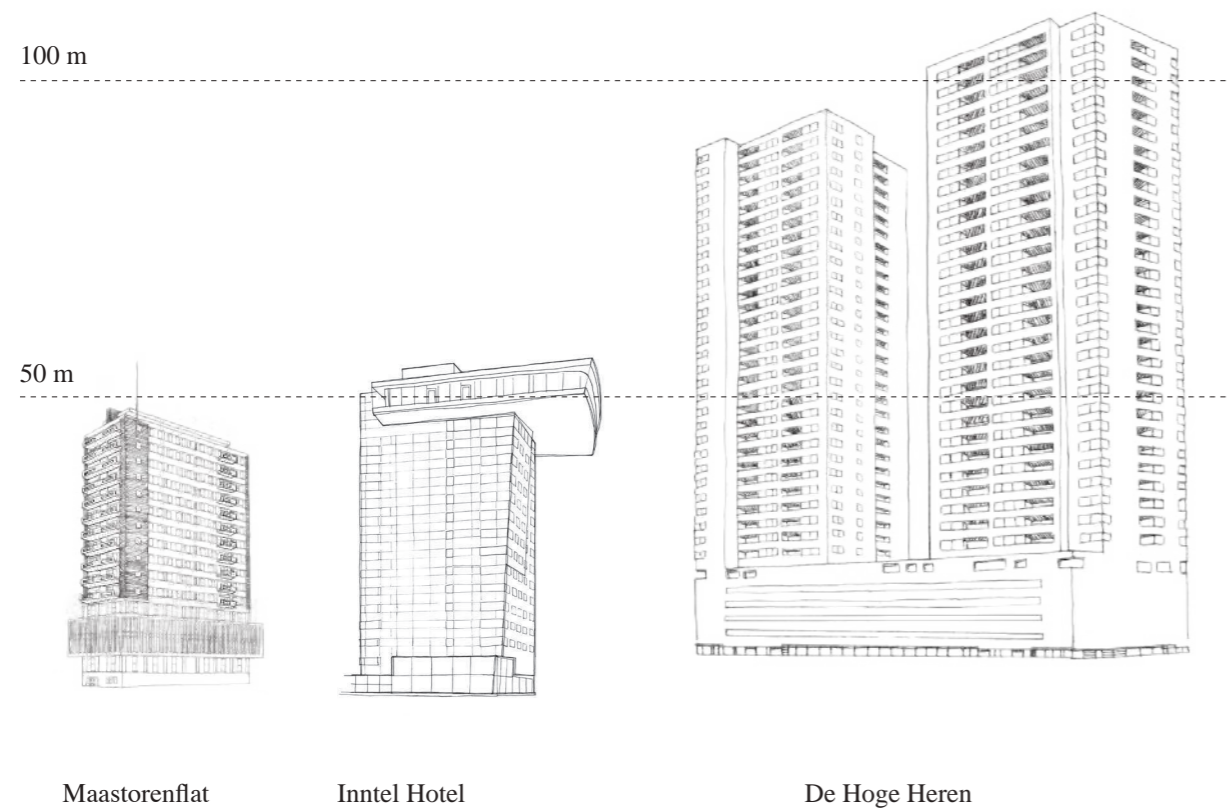 100 m
50 m
Maastorenflat
Inntel Hotel
De Hoge Heren